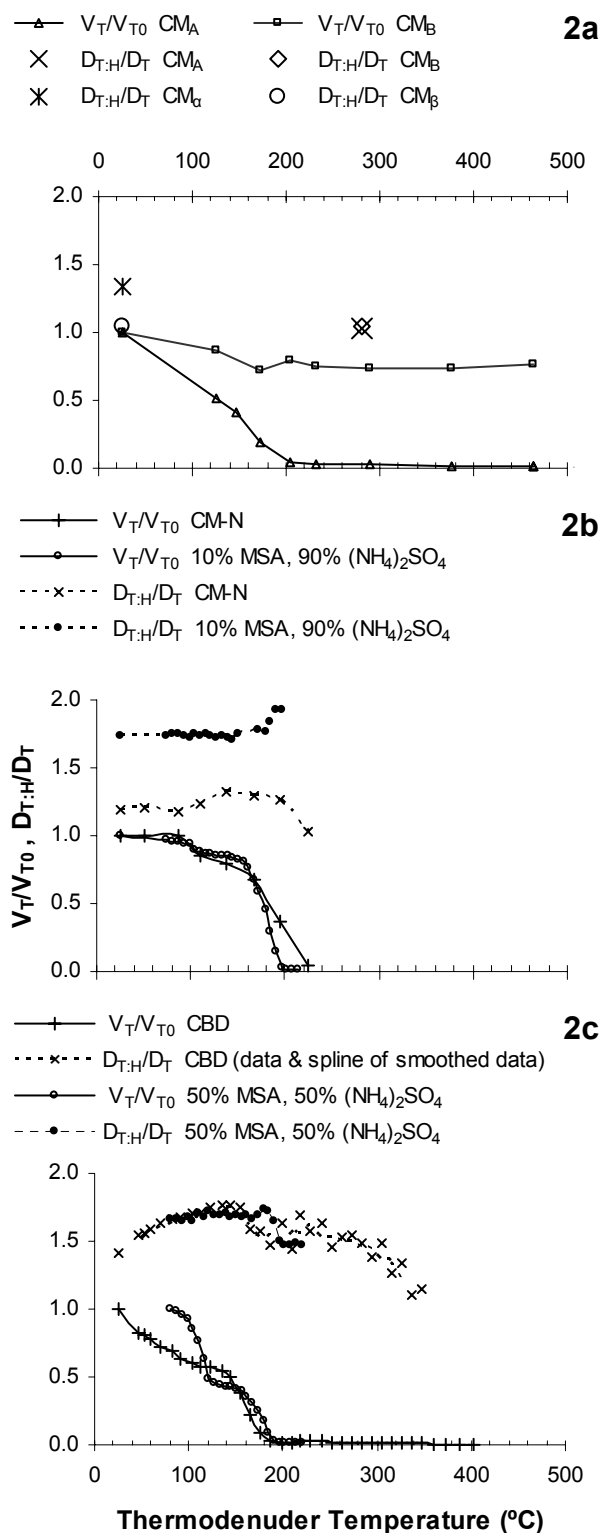 V_T/V_T0 CM_A V_T/V_T0 CM_B 2a
D_T:H/D_T CM_A D_T:H/D_T CM_B
D_T:H/D_T CM_α D_T:H/D_T CM_β
0 100 200 300 400 500
2.0
1.5
1.0
0.5
0.0
V_T/V_T0 CM-N 2b
V_T/V_T0 10% MSA, 90% (NH4)2SO4
D_T:H/D_T CM-N
D_T:H/D_T 10% MSA, 90% (NH4)2SO4
V_T/V_T0 , D_T:H/D_T
2.0
1.5
1.0
0.5
0.0
V_T/V_T0 CBD 2c
D_T:H/D_T CBD (data & spline of smoothed data)
V_T/V_T0 50% MSA, 50% (NH4)2SO4
D_T:H/D_T 50% MSA, 50% (NH4)2SO4
2.0
1.5
1.0
0.5
0.0
0 100 200 300 400 500
Thermodenuder Temperature (ºC)